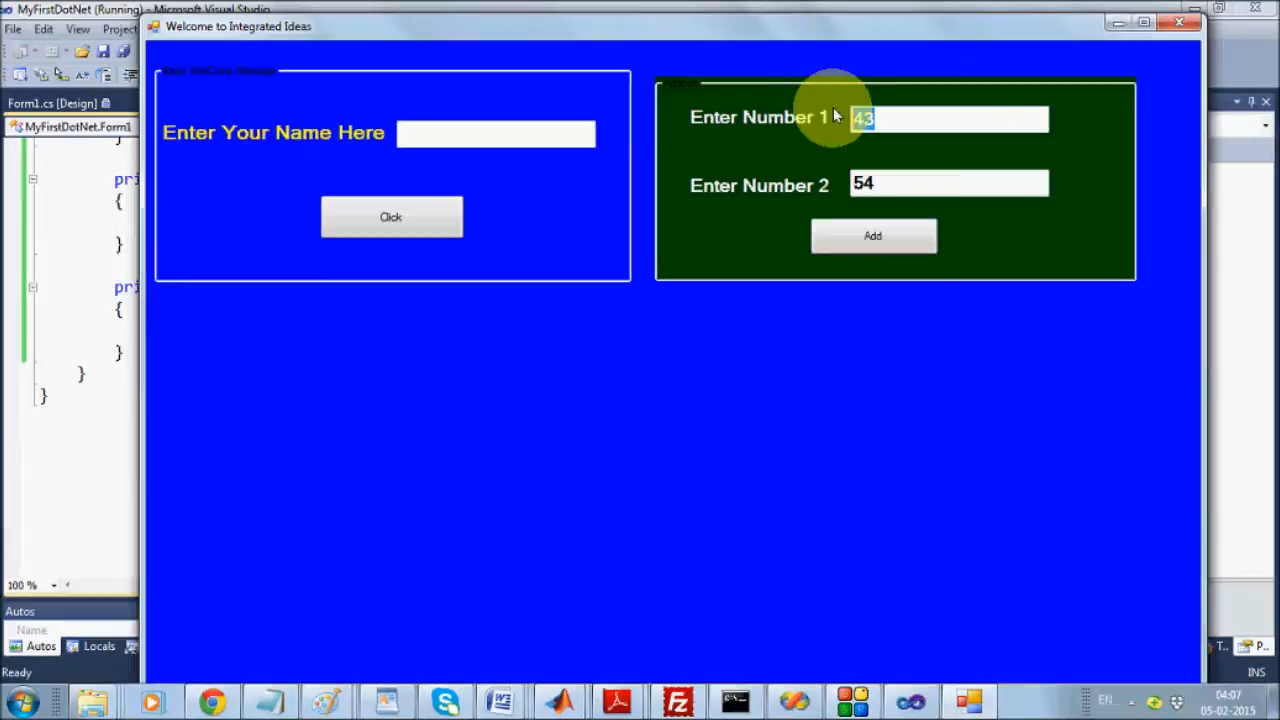 MyFirstDotNet (Running) - Microsoft Visual Studio
Welcome to Integrated Ideas
File Edit View Project
Form1.cs [Design]
MyFirstDotNet.Form1
}
pri
{
}
pri
{
}
}
}
Enter Your Name Here
Click
Addition
Enter Number 1
43
Enter Number 2
54
Add
100 %
Autos
Name
Autos Locals
T.. P..
Ready
INS
EN
04:07
05-02-2015